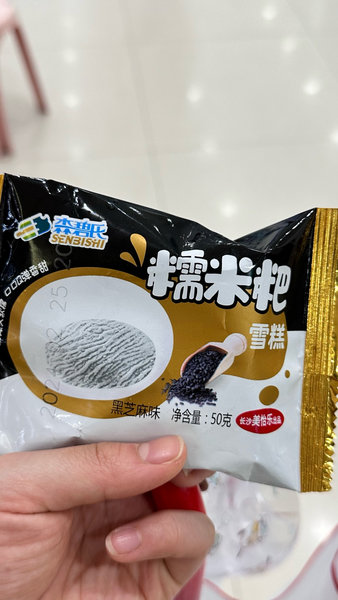 森碧氏
SENBISHI
糯米粑
雪糕
黑芝麻味 净含量:50克
长沙美怡乐出品